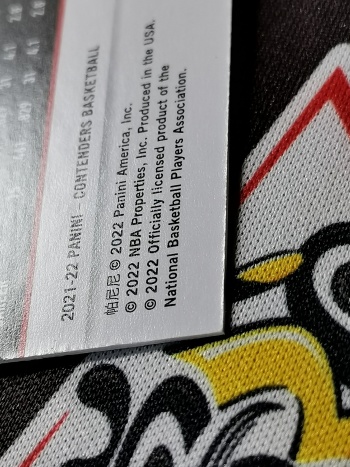 2021-22 PANINI - CONTENDERS BASKETBALL
帕尼尼 © 2022 Panini America, Inc.
© 2022 NBA Properties, Inc. Produced in the USA.
© 2022 Officially licensed product of the
National Basketball Players Association.